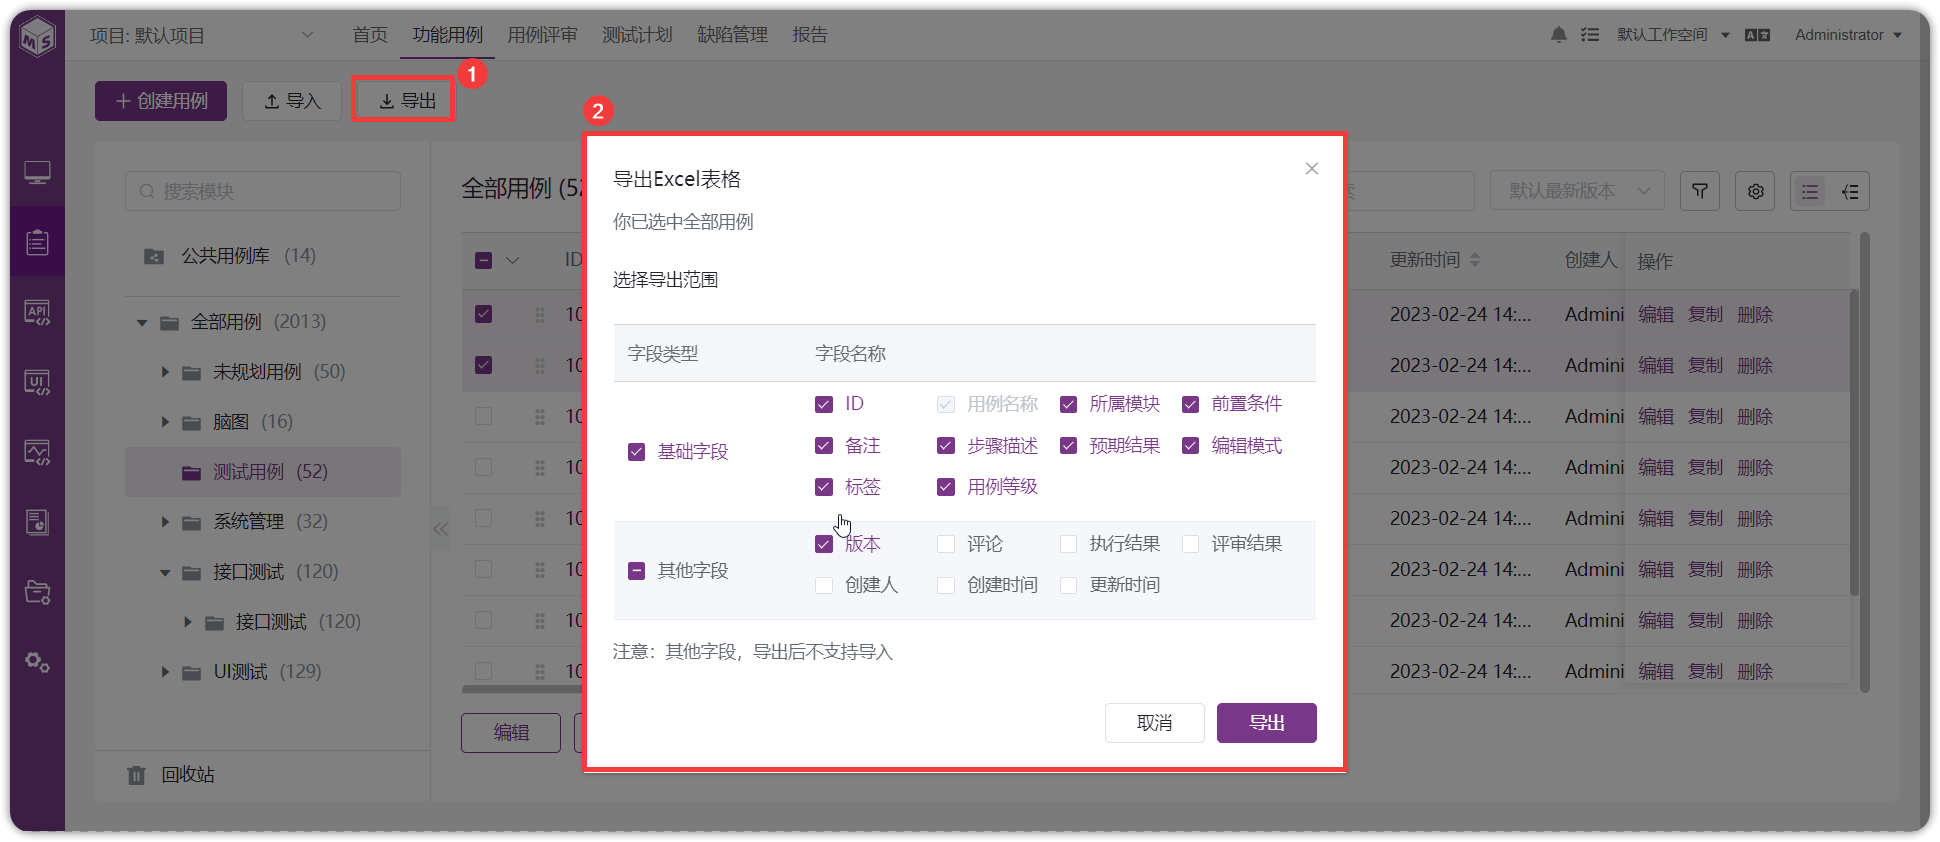 MS
项目: 默认项目
首页 功能用例 用例评审 测试计划 缺陷管理 报告
默认工作空间
Administrator
1
创建用例
导入
导出
2
搜索模块
公共用例库 (14)
全部用例 (2013)
未规划用例 (50)
脑图 (16)
测试用例 (52)
系统管理 (32)
接口测试 (120)
接口测试 (120)
UI测试 (129)
回收站
API
UI
全部用例 (52
默认最新版本
ID
更新时间 创建人 操作
10 2023-02-24 14:... Admini 编辑 复制 删除
10 2023-02-24 14:... Admini 编辑 复制 删除
10 2023-02-24 14:... Admini 编辑 复制 删除
10 2023-02-24 14:... Admini 编辑 复制 删除
10 2023-02-24 14:... Admini 编辑 复制 删除
10 2023-02-24 14:... Admini 编辑 复制 删除
10 2023-02-24 14:... Admini 编辑 复制 删除
10 2023-02-24 14:... Admini 编辑 复制 删除
编辑
导出Excel表格
你已选中全部用例
选择导出范围
字段类型 字段名称
基础字段
ID 用例名称 所属模块 前置条件
备注 步骤描述 预期结果 编辑模式
标签 用例等级
其他字段
版本 评论 执行结果 评审结果
创建人 创建时间 更新时间
注意：其他字段，导出后不支持导入
取消 导出